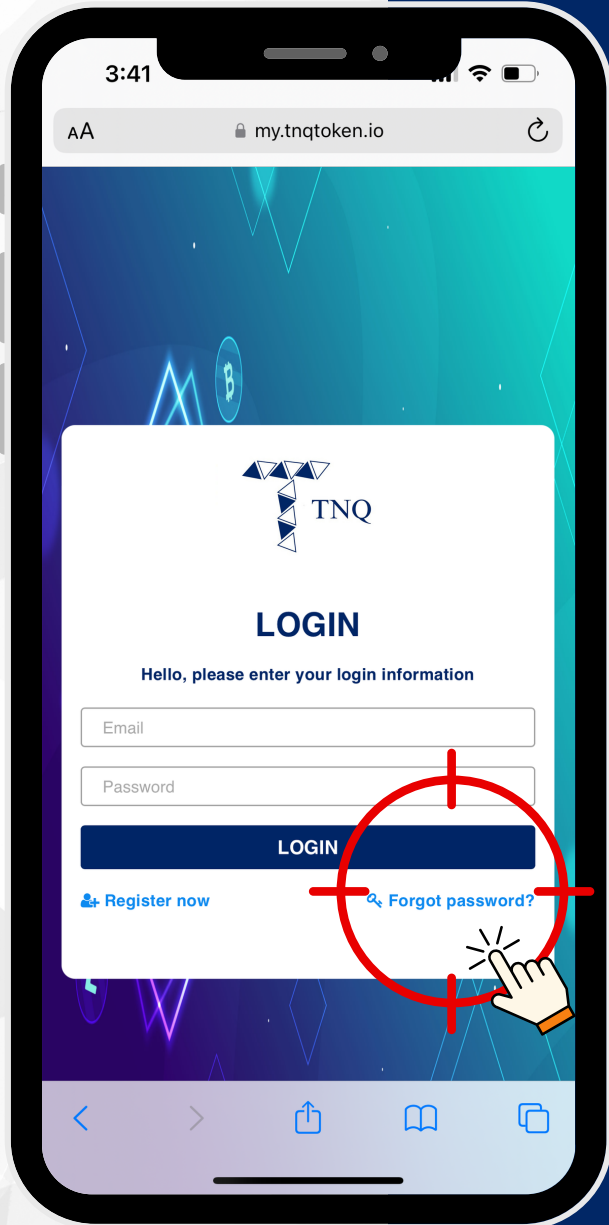 3:41
AA my.tnqtoken.io
TNQ
LOGIN
Hello, please enter your login information
Email
Password
LOGIN
Register now Forgot password?